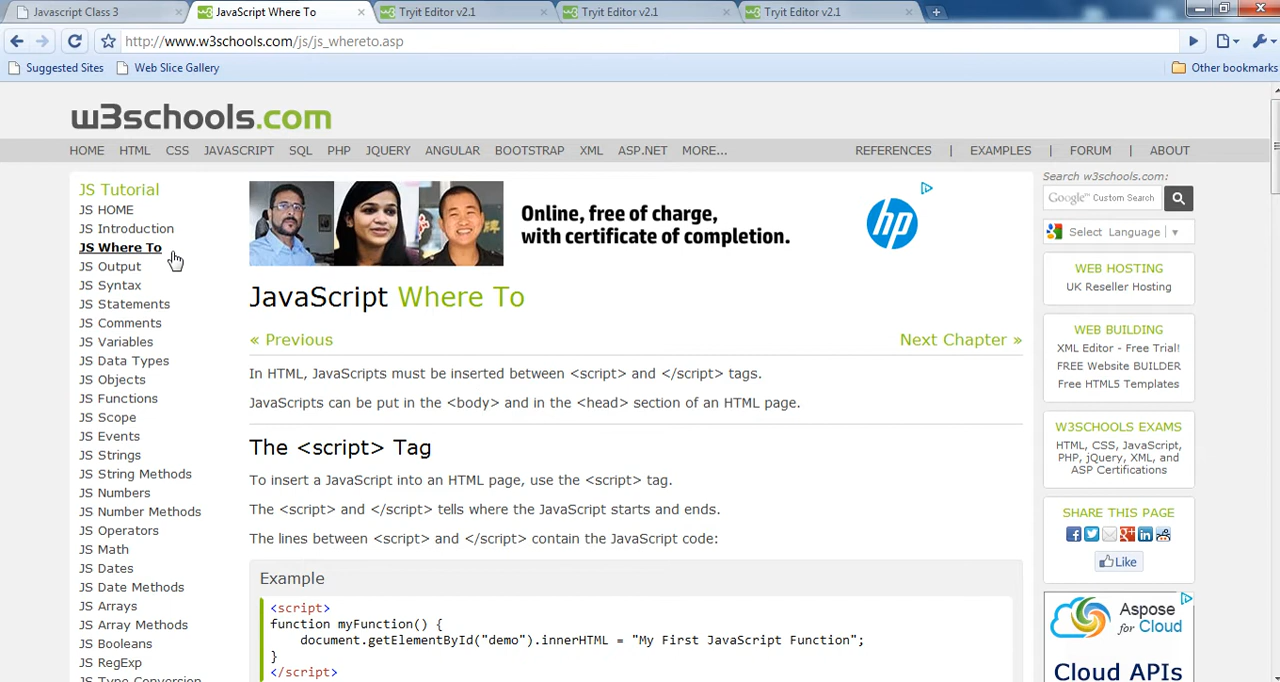 Javascript Class 3
JavaScript Where To
Tryit Editor v2.1
Tryit Editor v2.1
Tryit Editor v2.1
http://www.w3schools.com/js/js_whereto.asp
Suggested Sites
Web Slice Gallery
Other bookmarks
w3schools.com
HOME HTML CSS JAVASCRIPT SQL PHP JQUERY ANGULAR BOOTSTRAP XML ASP.NET MORE...
REFERENCES | EXAMPLES | FORUM | ABOUT
JS Tutorial
JS HOME
JS Introduction
JS Where To
JS Output
JS Syntax
JS Statements
JS Comments
JS Variables
JS Data Types
JS Objects
JS Functions
JS Scope
JS Events
JS Strings
JS String Methods
JS Numbers
JS Number Methods
JS Operators
JS Math
JS Dates
JS Date Methods
JS Arrays
JS Array Methods
JS Booleans
JS RegExp
JS Type Conversion
Online, free of charge,
with certificate of completion.
hp
JavaScript Where To
« Previous
Next Chapter »
In HTML, JavaScripts must be inserted between <script> and </script> tags.
JavaScripts can be put in the <body> and in the <head> section of an HTML page.
The <script> Tag
To insert a JavaScript into an HTML page, use the <script> tag.
The <script> and </script> tells where the JavaScript starts and ends.
The lines between <script> and </script> contain the JavaScript code:
Example
<script>
function myFunction() {
    document.getElementById("demo").innerHTML = "My First JavaScript Function";
}
</script>
Search w3schools.com:
Google Custom Search
Select Language | ▼
WEB HOSTING
UK Reseller Hosting
WEB BUILDING
XML Editor - Free Trial!
FREE Website BUILDER
Free HTML5 Templates
W3SCHOOLS EXAMS
HTML, CSS, JavaScript,
PHP, jQuery, XML, and
ASP Certifications
SHARE THIS PAGE
Like
Aspose
for Cloud
Cloud APIs